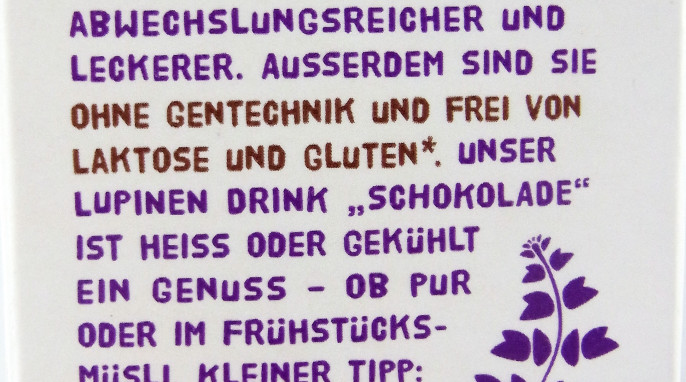 ABWECHSLUNGSREICHER UND
LECKERER. AUSSERDEM SIND SIE
OHNE GENTECHNIK UND FREI VON
LAKTOSE UND GLUTEN*. UNSER
LUPINEN DRINK „SCHOKOLADE“
IST HEISS ODER GEKÜHLT
EIN GENUSS – OB PUR
ODER IM FRÜHSTÜCKS-
MÜSLI. KLEINER TIPP: